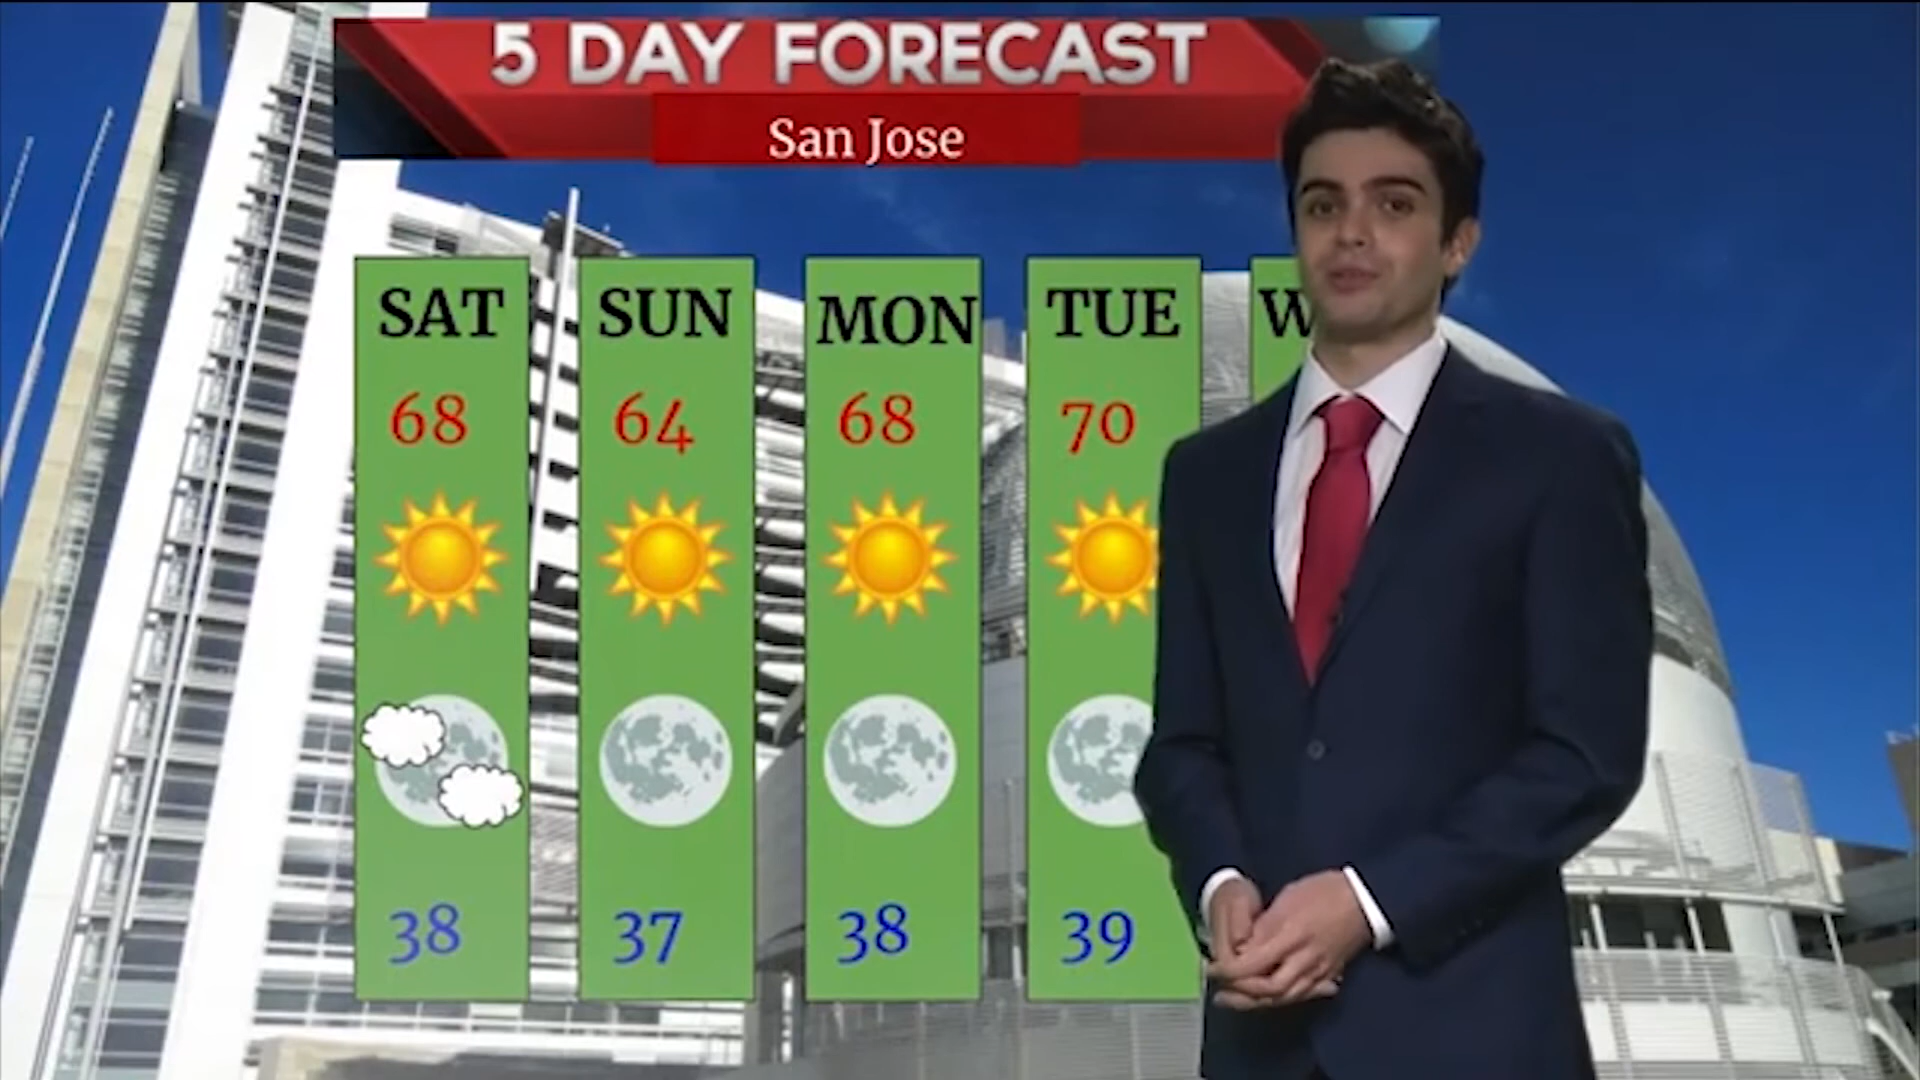 5 DAY FORECAST
San Jose
SAT SUN MON TUE
68 64 68 70
38 37 38 39